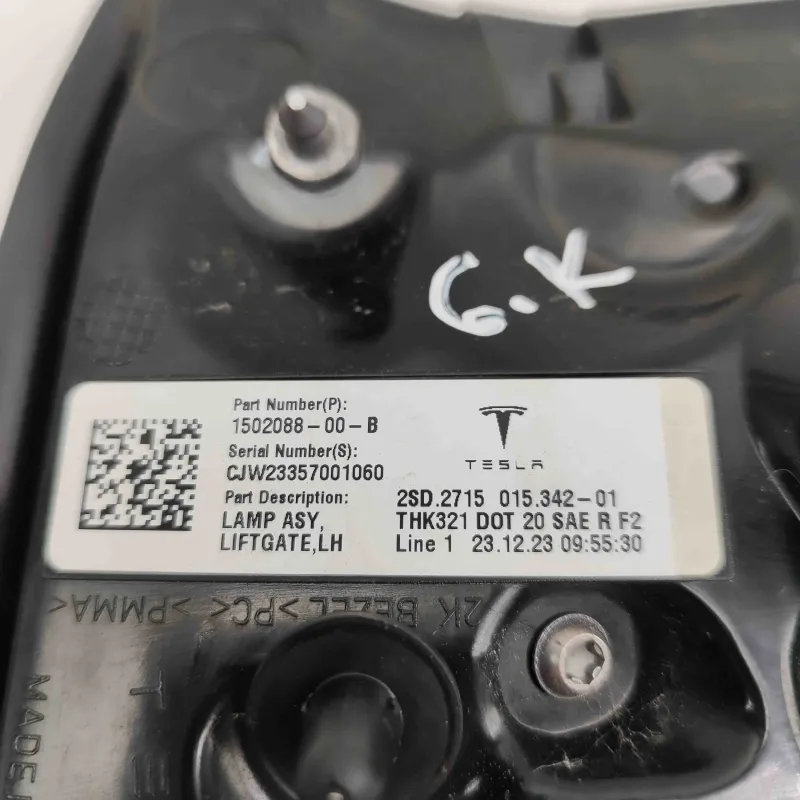 G.K
Part Number(P):
1502088-00-B
Serial Number(S):
CJW23357001060
Part Description:
LAMP ASY,
LIFTGATE,LH
TESLA
2SD.2715 015.342-01
THK321 DOT 20 SAE R F2
Line 1 23.12.23 09:55:30
2K BEZEL >PC< >PMMA<
MADE
T E